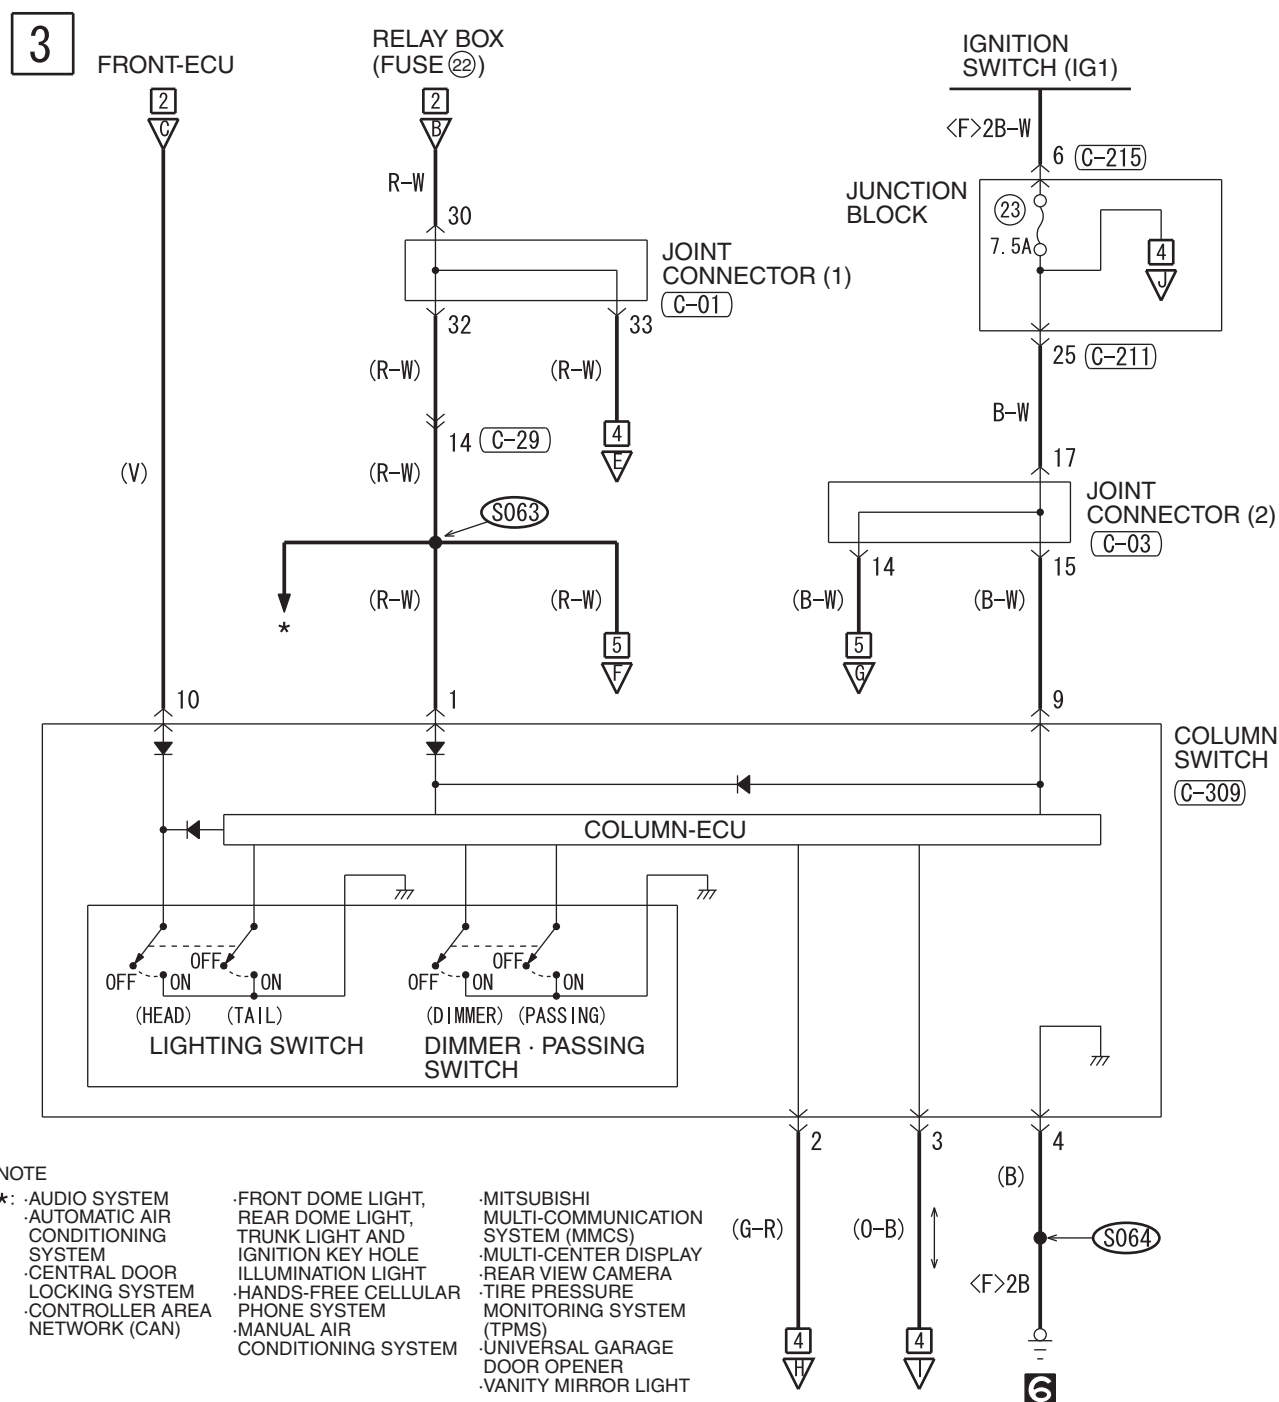 3
FRONT-ECU
RELAY BOX
(FUSE 22)
IGNITION
SWITCH (IG1)
2
C
2
B
<F>2B-W
6 (C-215)
JUNCTION
BLOCK
23
7.5A
4
J
R-W
30
JOINT
CONNECTOR (1)
C-01
32
33
25 (C-211)
(R-W)
(R-W)
B-W
14 (C-29)
4
E
(V)
(R-W)
17
S063
JOINT
CONNECTOR (2)
C-03
14
15
*
(R-W)
(R-W)
(B-W)
(B-W)
5
F
5
G
10
1
9
COLUMN
SWITCH
C-309
COLUMN-ECU
OFF
ON
OFF
ON
OFF
ON
OFF
ON
(HEAD)
(TAIL)
(DIMMER)
(PASSING)
LIGHTING SWITCH
DIMMER · PASSING
SWITCH
2
3
4
(B)
(G-R)
(O-B)
S064
<F>2B
4
H
4
I
6
NOTE
*: ·AUDIO SYSTEM
·AUTOMATIC AIR
CONDITIONING
SYSTEM
·CENTRAL DOOR
LOCKING SYSTEM
·CONTROLLER AREA
NETWORK (CAN)
·FRONT DOME LIGHT,
REAR DOME LIGHT,
TRUNK LIGHT AND
IGNITION KEY HOLE
ILLUMINATION LIGHT
·HANDS-FREE CELLULAR
PHONE SYSTEM
·MANUAL AIR
CONDITIONING SYSTEM
·MITSUBISHI
MULTI-COMMUNICATION
SYSTEM (MMCS)
·MULTI-CENTER DISPLAY
·REAR VIEW CAMERA
·TIRE PRESSURE
MONITORING SYSTEM
(TPMS)
·UNIVERSAL GARAGE
DOOR OPENER
·VANITY MIRROR LIGHT